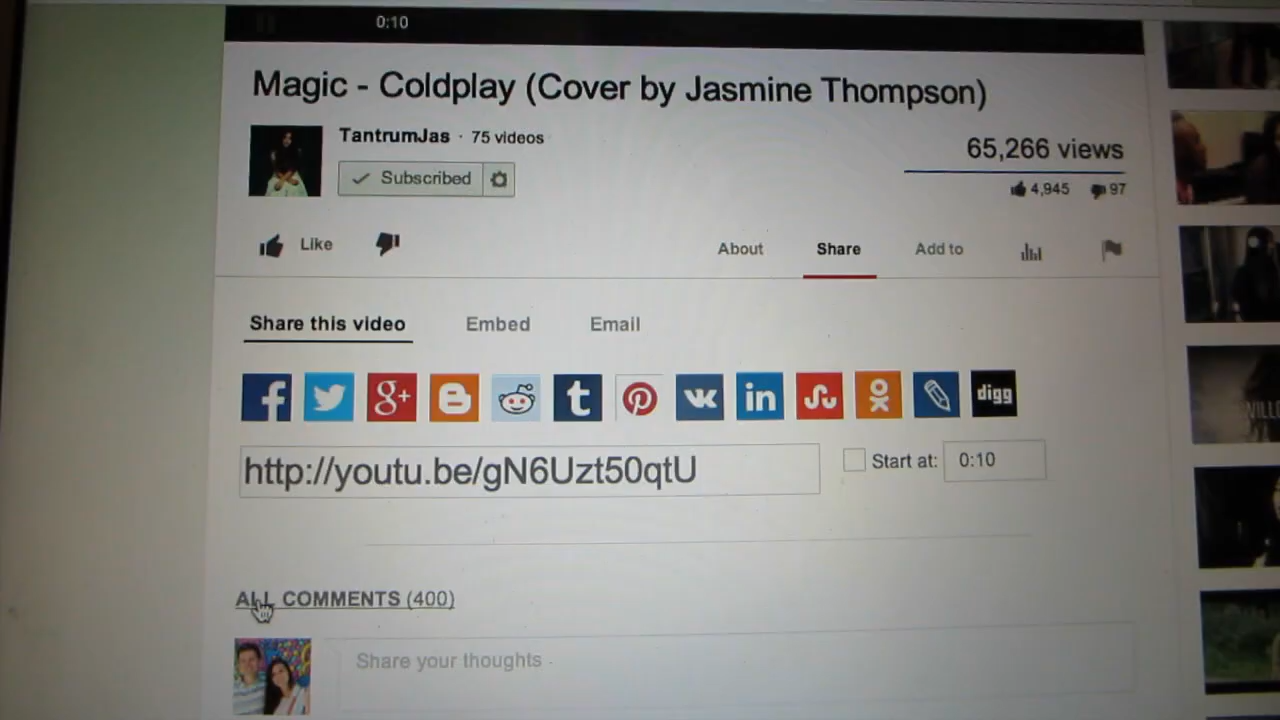 0:10
Magic - Coldplay (Cover by Jasmine Thompson)
TantrumJas · 75 videos
Subscribed
65,266 views
4,945 97
Like
About Share Add to
Share this video Embed Email
f g+ B t vk in digg
http://youtu.be/gN6Uzt50qtU
Start at: 0:10
ALL COMMENTS (400)
Share your thoughts